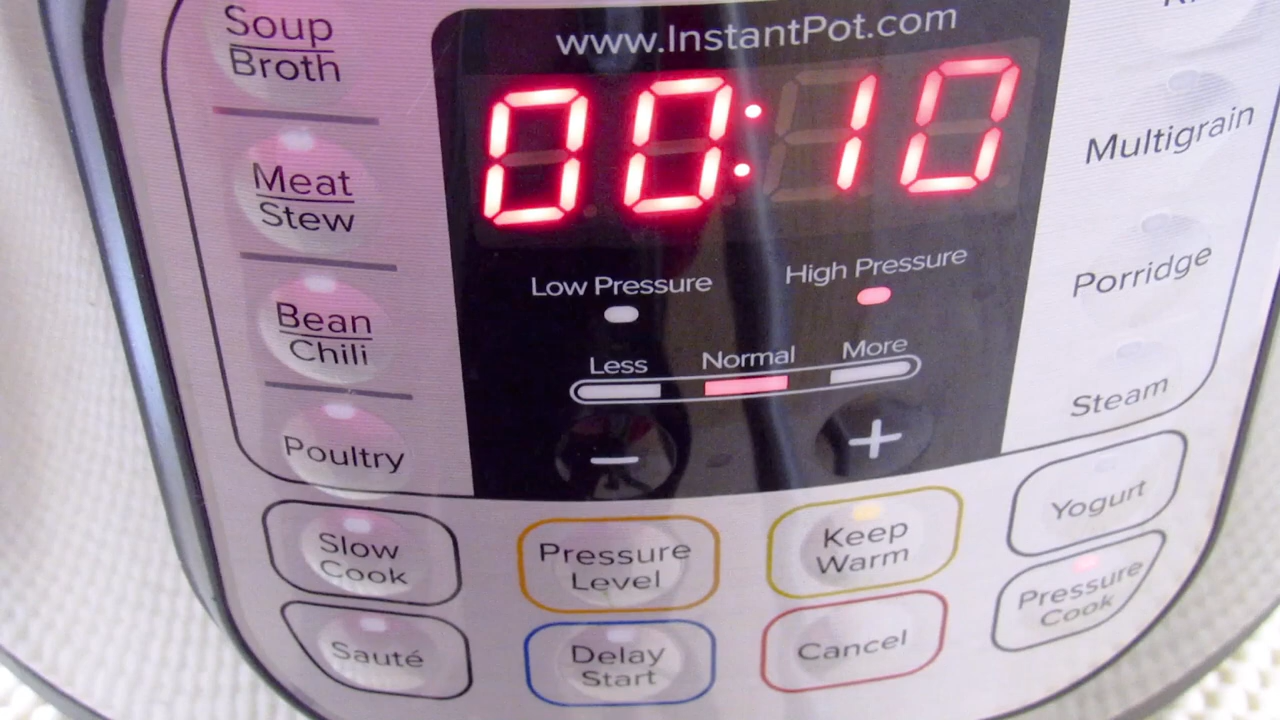 Soup
Broth
Meat
Stew
Bean
Chili
Poultry
www.InstantPot.com
00:10
Low Pressure
High Pressure
Less
Normal
More
−
+
Multigrain
Porridge
Steam
Slow
Cook
Pressure
Level
Keep
Warm
Yogurt
Sauté
Delay
Start
Cancel
Pressure
Cook